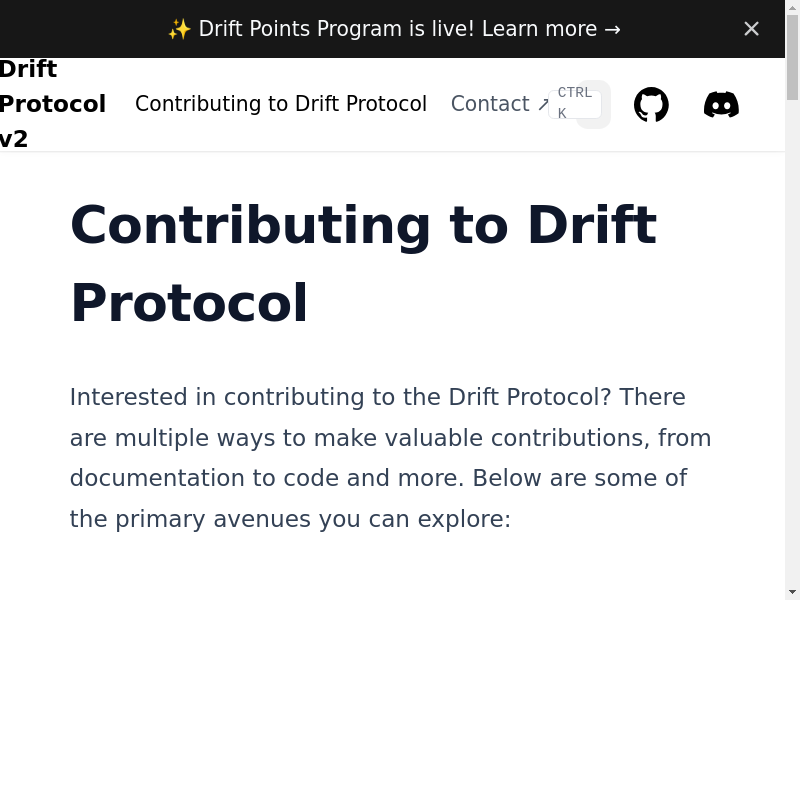 ✨ Drift Points Program is live! Learn more →
Drift
Protocol
v2
Contributing to Drift Protocol
Contact ↗
CTRL
K
Contributing to Drift
Protocol
Interested in contributing to the Drift Protocol? There
are multiple ways to make valuable contributions, from
documentation to code and more. Below are some of
the primary avenues you can explore: